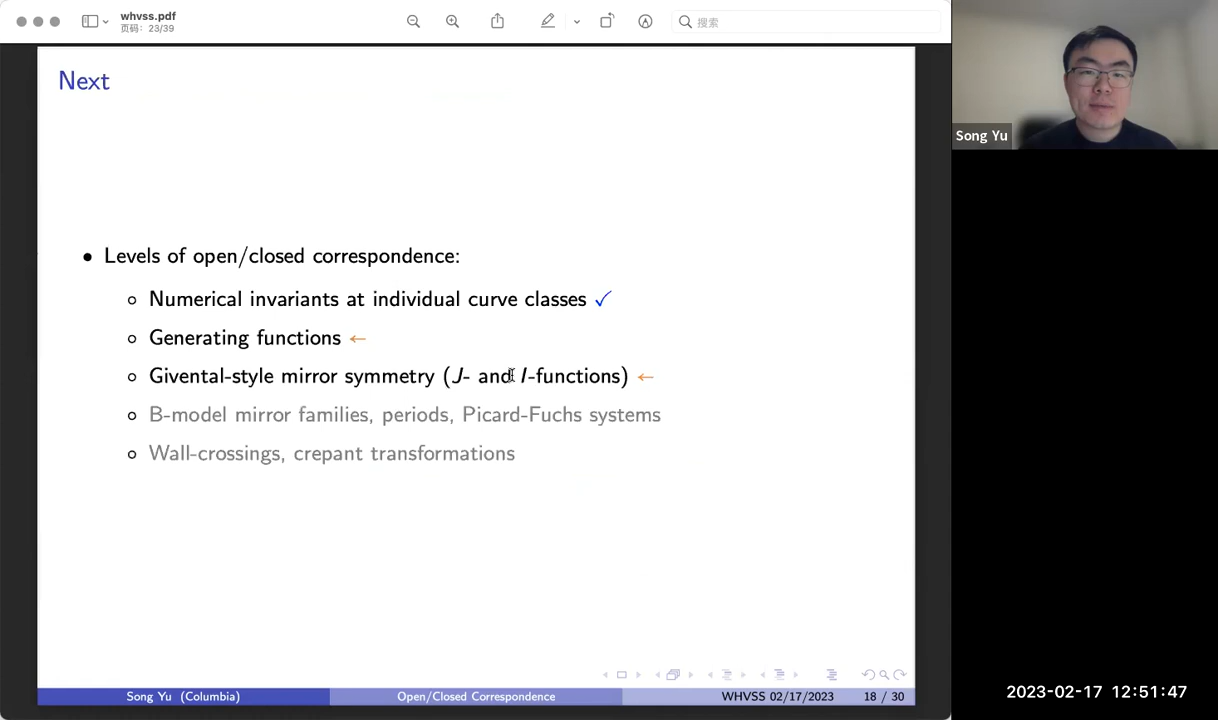 whvss.pdf
页码：23/39
搜索
Next
• Levels of open/closed correspondence:
Numerical invariants at individual curve classes ✓
Generating functions ←
Givental-style mirror symmetry (J- and I-functions) ←
B-model mirror families, periods, Picard-Fuchs systems
Wall-crossings, crepant transformations
Song Yu (Columbia)
Open/Closed Correspondence
WHVSS 02/17/2023
18 / 30
Song Yu
2023-02-17 12:51:47